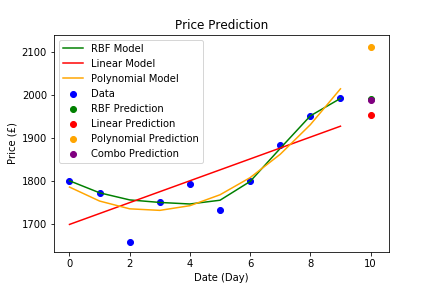 Price Prediction
RBF Model
Linear Model
Polynomial Model
Data
RBF Prediction
Linear Prediction
Polynomial Prediction
Combo Prediction
2100
2000
1900
1800
1700
Price (£)
0 2 4 6 8 10
Date (Day)